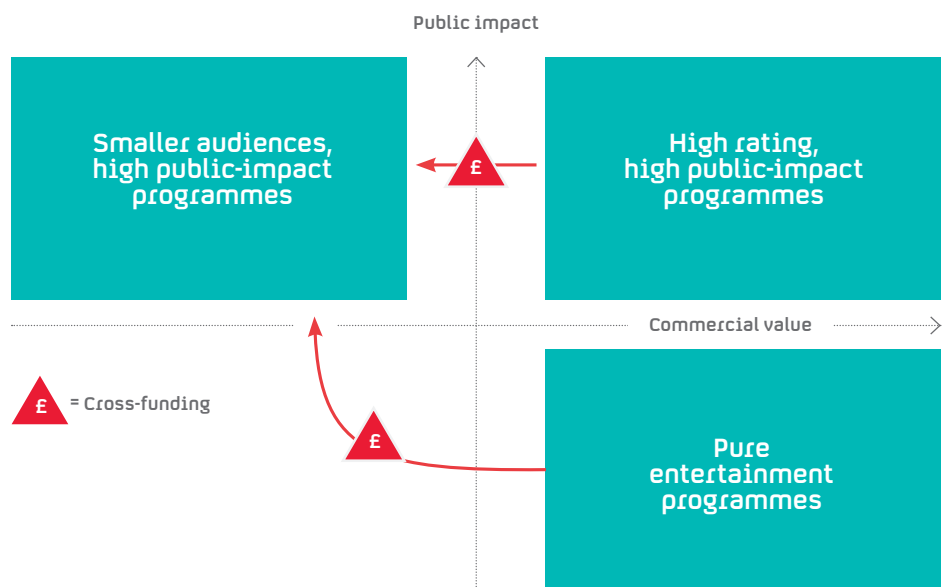 Public impact
Smaller audiences,
high public-impact
programmes
£
High rating,
high public-impact
programmes
Commercial value
£ = Cross-funding
£
Pure
entertainment
programmes